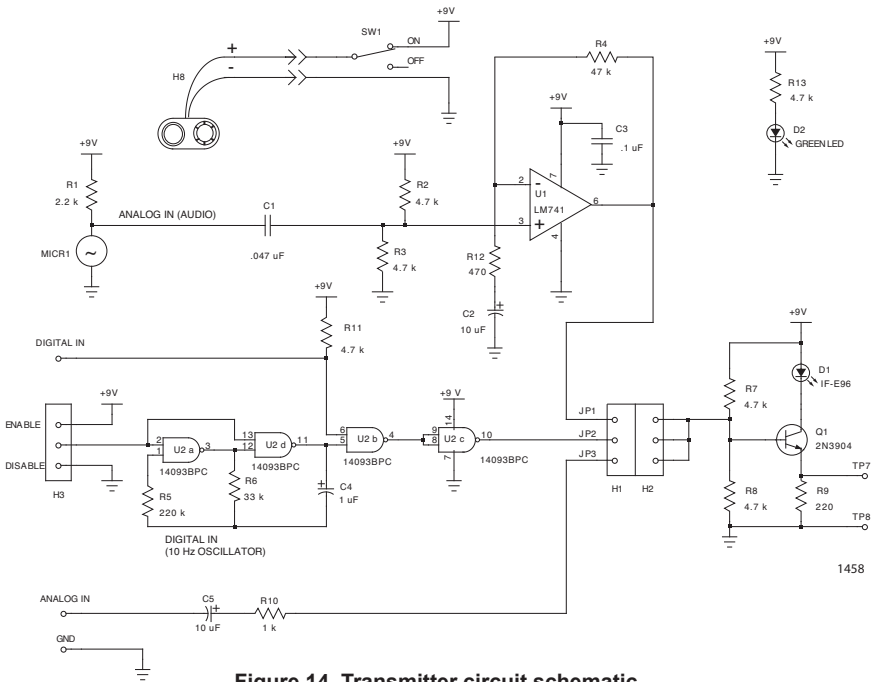 +9V
SW1
ON
OFF
+
-
H8
R4
47 k
+9V
R13
4.7 k
D2
GREEN LED
+9V
C3
.1 uF
+9V
R1
2.2 k
ANALOG IN (AUDIO)
C1
.047 uF
MICR1
~
+9V
R2
4.7 k
R3
4.7 k
2
-
7
U1
LM741
6
3
+
4
R12
470
C2
+
10 uF
+9V
R11
4.7 k
DIGITAL IN
ENABLE
DISABLE
H3
+9V
2
1
U2 a
3
14093BPC
13
12
U2 d
11
14093BPC
R5
220 k
R6
33 k
+
C4
1 uF
DIGITAL IN
(10 Hz OSCILLATOR)
6
5
U2 b
4
14093BPC
+9 V
14
9
8
U2 c
10
7
14093BPC
JP1
JP2
JP3
H1
H2
+9V
R7
4.7 k
D1
IF-E96
Q1
2N3904
R8
4.7 k
R9
220
TP7
TP8
1458
ANALOG IN
C5
+
10 uF
R10
1 k
GND
Figure 14. Transmitter circuit schematic